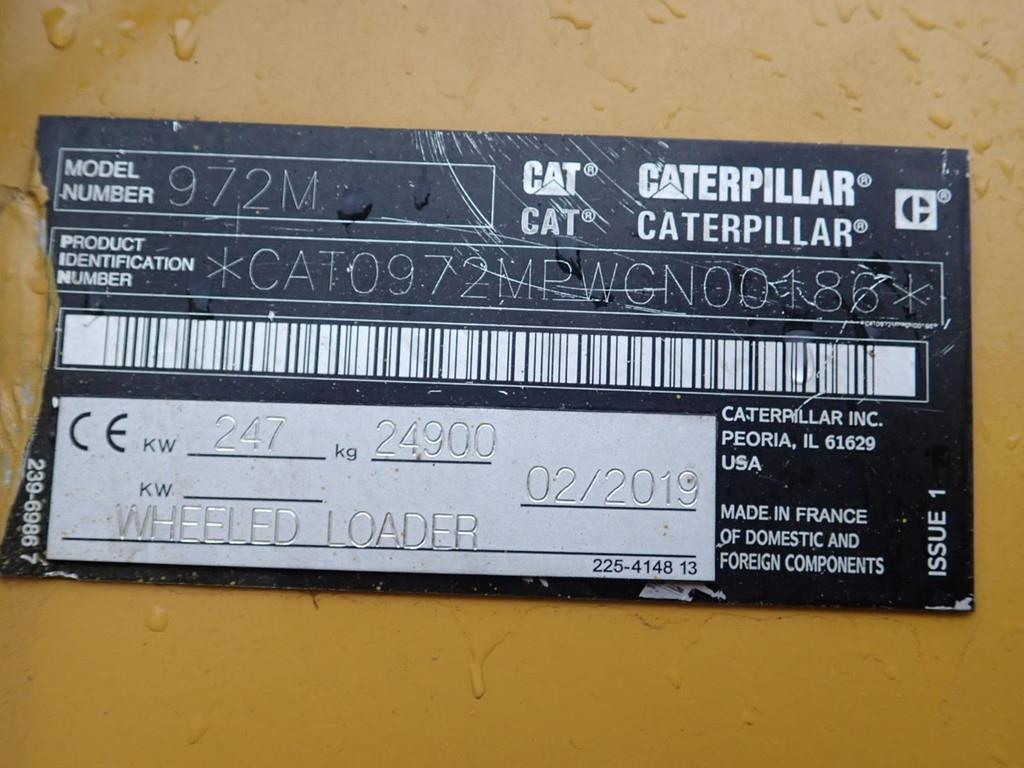 MODEL NUMBER 972M
CAT® CATERPILLAR®
CAT® CATERPILLAR®
PRODUCT IDENTIFICATION NUMBER *CAT0972MPWGN00186*
CE KW 247 kg 24900
KW 02/2019
WHEELED LOADER
225-4148 13
CATERPILLAR INC.
PEORIA, IL 61629
USA
MADE IN FRANCE
OF DOMESTIC AND
FOREIGN COMPONENTS
ISSUE 1
239-6986 7